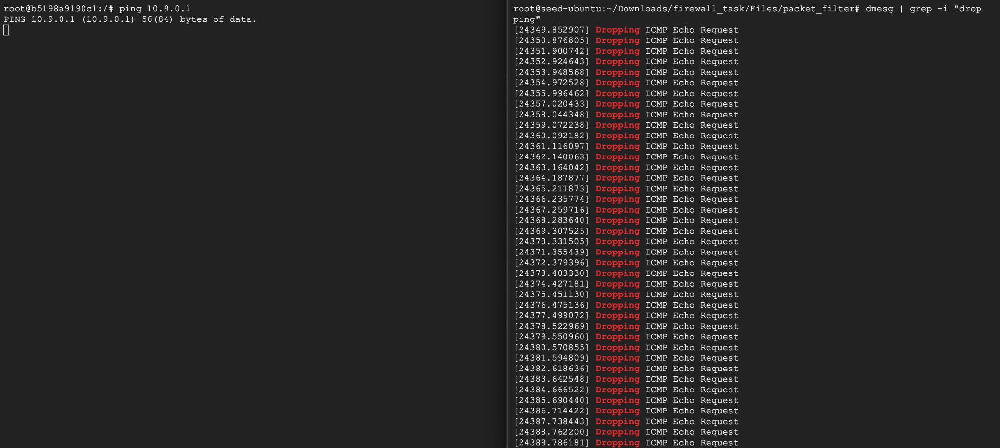 root@b5198a9190c1:/# ping 10.9.0.1
PING 10.9.0.1 (10.9.0.1) 56(84) bytes of data.
root@seed-ubuntu:~/Downloads/firewall_task/Files/packet_filter# dmesg | grep -i "drop
ping"
[24349.852907] Dropping ICMP Echo Request
[24350.876805] Dropping ICMP Echo Request
[24351.900742] Dropping ICMP Echo Request
[24352.924643] Dropping ICMP Echo Request
[24353.948568] Dropping ICMP Echo Request
[24354.972528] Dropping ICMP Echo Request
[24355.996462] Dropping ICMP Echo Request
[24357.020433] Dropping ICMP Echo Request
[24358.044348] Dropping ICMP Echo Request
[24359.072238] Dropping ICMP Echo Request
[24360.092182] Dropping ICMP Echo Request
[24361.116097] Dropping ICMP Echo Request
[24362.140063] Dropping ICMP Echo Request
[24363.164042] Dropping ICMP Echo Request
[24364.187877] Dropping ICMP Echo Request
[24365.211873] Dropping ICMP Echo Request
[24366.235774] Dropping ICMP Echo Request
[24367.259716] Dropping ICMP Echo Request
[24368.283640] Dropping ICMP Echo Request
[24369.307525] Dropping ICMP Echo Request
[24370.331505] Dropping ICMP Echo Request
[24371.355439] Dropping ICMP Echo Request
[24372.379396] Dropping ICMP Echo Request
[24373.403330] Dropping ICMP Echo Request
[24374.427181] Dropping ICMP Echo Request
[24375.451130] Dropping ICMP Echo Request
[24376.475136] Dropping ICMP Echo Request
[24377.499072] Dropping ICMP Echo Request
[24378.522969] Dropping ICMP Echo Request
[24379.550960] Dropping ICMP Echo Request
[24380.570855] Dropping ICMP Echo Request
[24381.594809] Dropping ICMP Echo Request
[24382.618636] Dropping ICMP Echo Request
[24383.642548] Dropping ICMP Echo Request
[24384.666522] Dropping ICMP Echo Request
[24385.690440] Dropping ICMP Echo Request
[24386.714422] Dropping ICMP Echo Request
[24387.738443] Dropping ICMP Echo Request
[24388.762200] Dropping ICMP Echo Request
[24389.786181] Dropping ICMP Echo Request